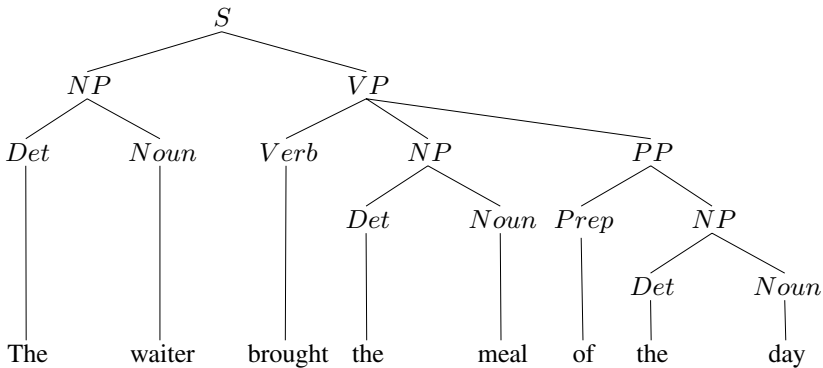 S
NP VP
Det Noun Verb NP PP
Det Noun Prep NP
Det Noun
The waiter brought the meal of the day